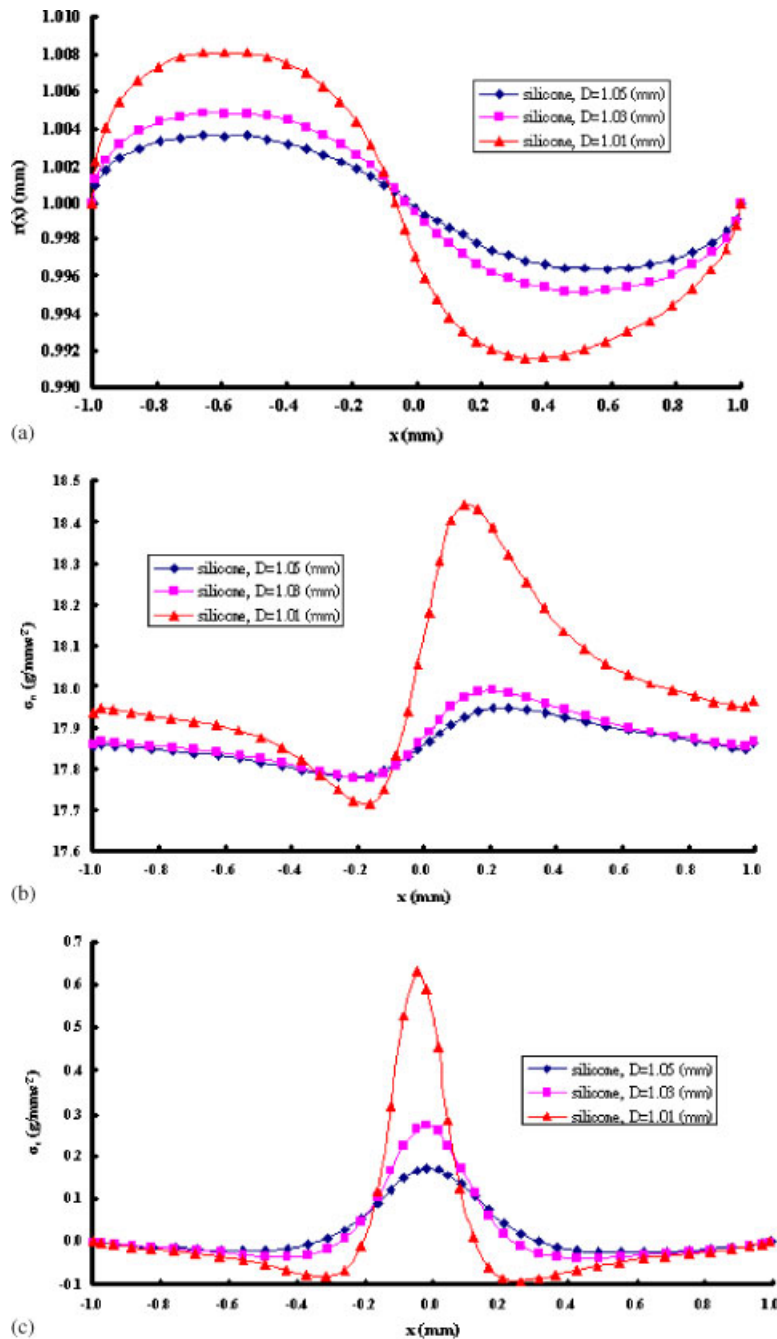 1.010
1.008
1.006
1.004
1.002
1.000
0.998
0.996
0.994
0.992
0.990
r(x) (mm)
silicone, D=1.05 (mm)
silicone, D=1.03 (mm)
silicone, D=1.01 (mm)
-1.0 -0.8 -0.6 -0.4 -0.2 0.0 0.2 0.4 0.6 0.8 1.0
(a)
x (mm)
18.5
18.4
18.3
18.2
18.1
18.0
17.9
17.8
17.7
17.6
σn (g/mms²)
silicone, D=1.05 (mm)
silicone, D=1.03 (mm)
silicone, D=1.01 (mm)
-1.0 -0.8 -0.6 -0.4 -0.2 0.0 0.2 0.4 0.6 0.8 1.0
(b)
x (mm)
0.7
0.6
0.5
0.4
0.3
0.2
0.1
0.0
-0.1
(g/mms²)
silicone, D=1.05 (mm)
silicone, D=1.03 (mm)
silicone, D=1.01 (mm)
-1.0 -0.8 -0.6 -0.4 -0.2 0.0 0.2 0.4 0.6 0.8 1.0
(c)
x (mm)